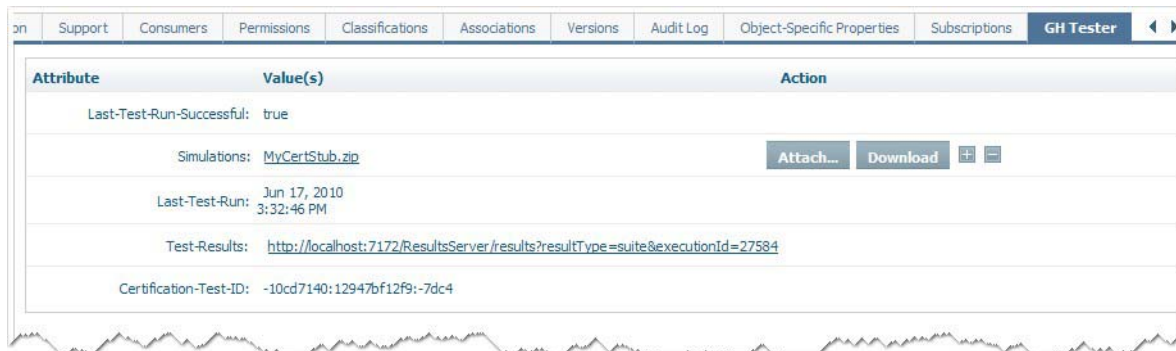 on Support Consumers Permissions Classifications Associations Versions Audit Log Object-Specific Properties Subscriptions GH Tester
Attribute Value(s) Action
Last-Test-Run-Successful: true
Simulations: MyCertStub.zip Attach... Download
Last-Test-Run: Jun 17, 2010
3:32:46 PM
Test-Results: http://localhost:7172/ResultsServer/results?resultType=suite&executionId=27584
Certification-Test-ID: -10cd7140:12947bf12f9:-7dc4